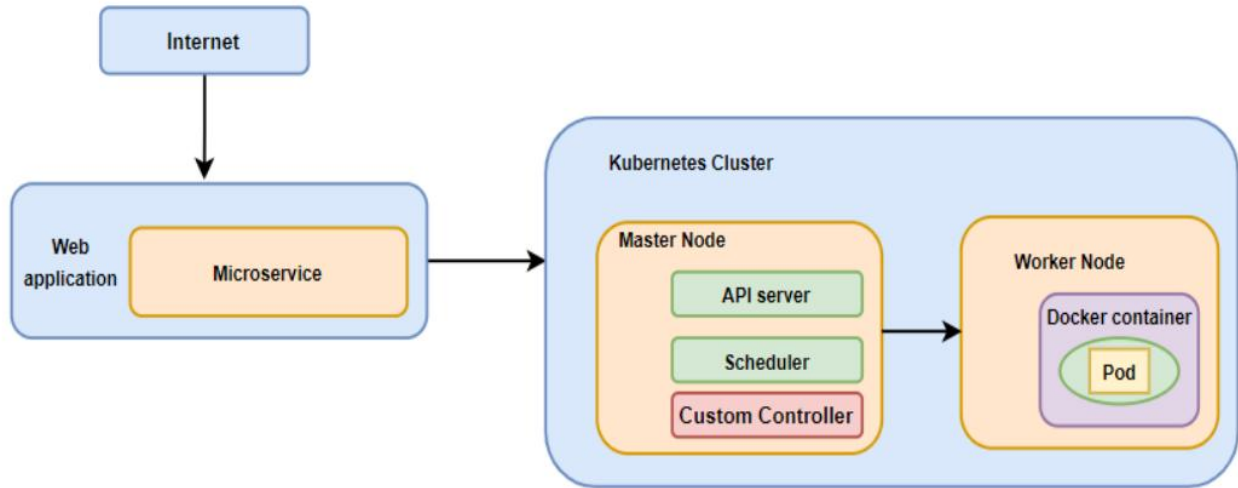 Internet
Web
application
Microservice
Kubernetes Cluster
Master Node
API server
Scheduler
Custom Controller
Worker Node
Docker container
Pod